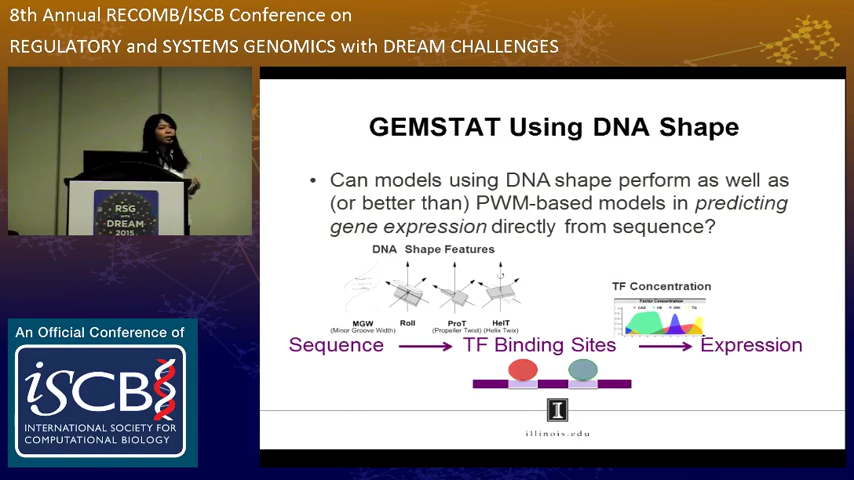 8th Annual RECOMB/ISCB Conference on
REGULATORY and SYSTEMS GENOMICS with DREAM CHALLENGES
RSG
with
DREAM
2015
An Official Conference of
iSCB
INTERNATIONAL SOCIETY FOR
COMPUTATIONAL BIOLOGY
GEMSTAT Using DNA Shape
• Can models using DNA shape perform as well as
(or better than) PWM-based models in predicting
gene expression directly from sequence?
DNA Shape Features
MGW
(Minor Groove Width)
Roll
ProT
(Propeller Twist)
HelT
(Helix Twix)
TF Concentration
Factor Concentration
Sequence TF Binding Sites Expression
I
illinois.edu